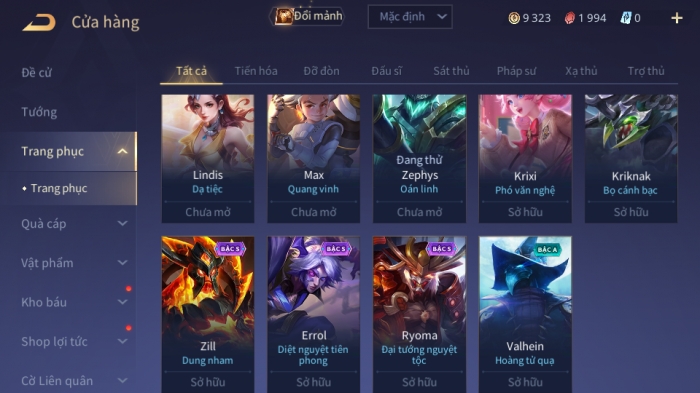 Cửa hàng
Đổi mảnh
Mặc định
9 323
1 994
0
Đề cử
Tướng
Trang phục
Trang phục
Quà cáp
Vật phẩm
Kho báu
Shop lợi tức
Cờ Liên quân
Tất cả Tiến hóa Đỡ đòn Đấu sĩ Sát thủ Pháp sư Xạ thủ Trợ thủ
Lindis
Dạ tiệc
Chưa mở
Max
Quang vinh
Chưa mở
Đang thử
Zephys
Oán linh
Chưa mở
Krixi
Phó văn nghệ
Sở hữu
Kriknak
Bọ cánh bạc
Sở hữu
Zill
Dung nham
Sở hữu
BẬC S
Errol
Diệt nguyệt tiên
phong
Sở hữu
BẬC S
Ryoma
Đại tướng nguyệt
tộc
Sở hữu
BẬC S
Valhein
Hoàng tử quạ
Sở hữu
BẬC A